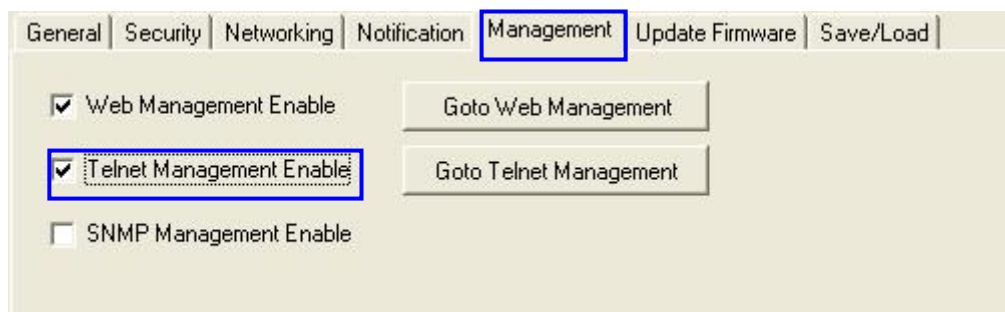 General Security Networking Notification Management Update Firmware Save/Load
Web Management Enable Goto Web Management
Telnet Management Enable Goto Telnet Management
SNMP Management Enable